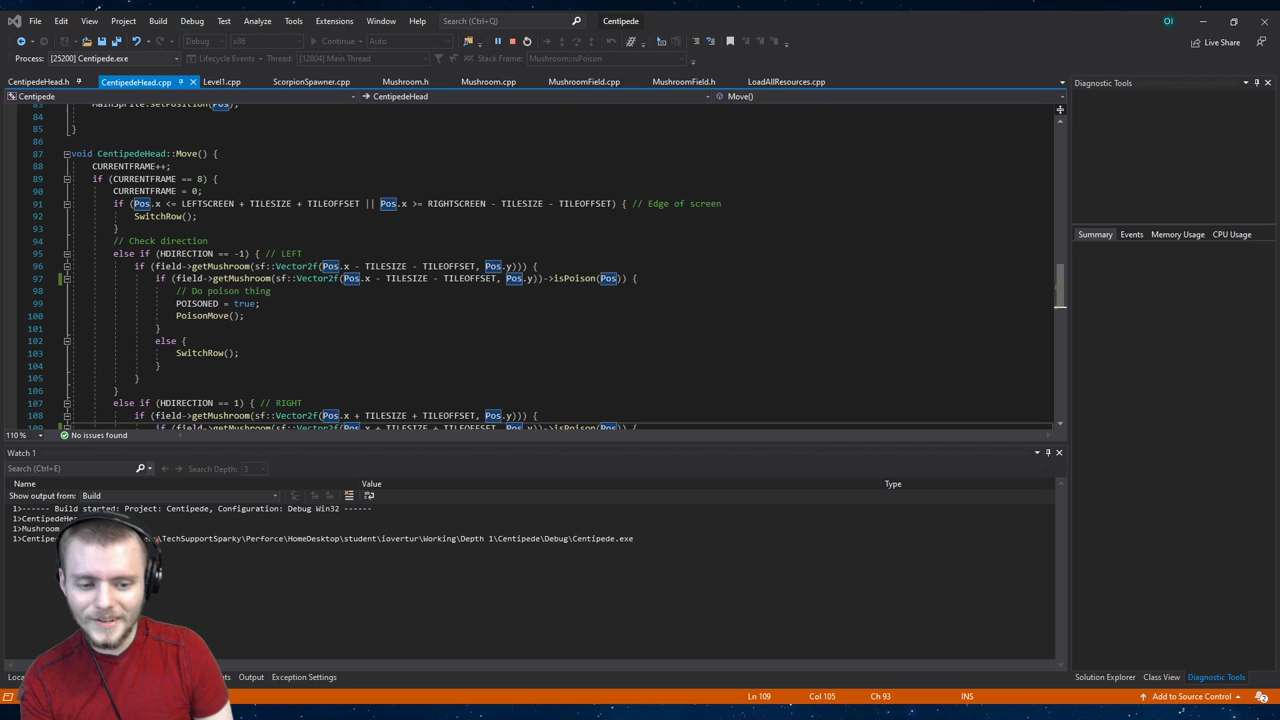 File Edit View Project Build Debug Test Analyze Tools Extensions Window Help Search (Ctrl+Q) Centipede OI
Debug x86 Continue Auto Live Share
Process: [25200] Centipede.exe Lifecycle Events Thread: [12804] Main Thread Stack Frame: Mushroom::isPoison
CentipedeHead.h CentipedeHead.cpp Level1.cpp ScorpionSpawner.cpp Mushroom.h Mushroom.cpp MushroomField.cpp MushroomField.h LoadAllResources.cpp Diagnostic Tools
Centipede CentipedeHead Move()
83 MainSprite.setPosition(Pos);
84
85 }
86
87 void CentipedeHead::Move() {
88 CURRENTFRAME++;
89 if (CURRENTFRAME == 8) {
90 CURRENTFRAME = 0;
91 if (Pos.x <= LEFTSCREEN + TILESIZE + TILEOFFSET || Pos.x >= RIGHTSCREEN - TILESIZE - TILEOFFSET) { // Edge of screen
92 SwitchRow();
93 }
94 // Check direction
95 else if (HDIRECTION == -1) { // LEFT
96 if (field->getMushroom(sf::Vector2f(Pos.x - TILESIZE - TILEOFFSET, Pos.y))) {
97 if (field->getMushroom(sf::Vector2f(Pos.x - TILESIZE - TILEOFFSET, Pos.y))->isPoison(Pos)) {
98 // Do poison thing
99 POISONED = true;
100 PoisonMove();
101 }
102 else {
103 SwitchRow();
104 }
105 }
106 }
107 else if (HDIRECTION == 1) { // RIGHT
108 if (field->getMushroom(sf::Vector2f(Pos.x + TILESIZE + TILEOFFSET, Pos.y))) {
109 if (field->getMushroom(sf::Vector2f(Pos.x + TILESIZE + TILEOFFSET, Pos.y))->isPoison(Pos)) {
110 % No issues found
Summary Events Memory Usage CPU Usage
Watch 1
Search (Ctrl+E) Search Depth: 3
Name Value Type
Show output from: Build
1>------ Build started: Project: Centipede, Configuration: Debug Win32 ------
1>CentipedeHea
1>Mushroom
1>Centipe \TechSupportSparky\Perforce\HomeDesktop\student\iovertur\Working\Depth 1\Centipede\Debug\Centipede.exe
Output Exception Settings Solution Explorer Class View Diagnostic Tools
Ln 109 Col 105 Ch 93 INS Add to Source Control 2